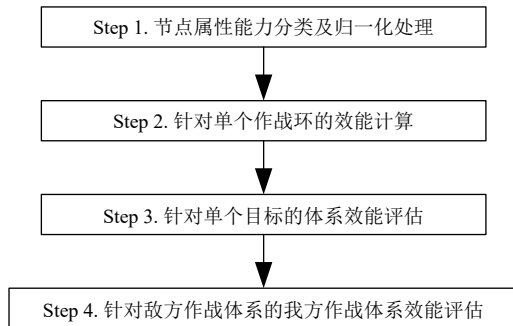 Step 1. 节点属性能力分类及归一化处理
Step 2. 针对单个作战环的效能计算
Step 3. 针对单个目标的体系效能评估
Step 4. 针对敌方作战体系的我方作战体系效能评估